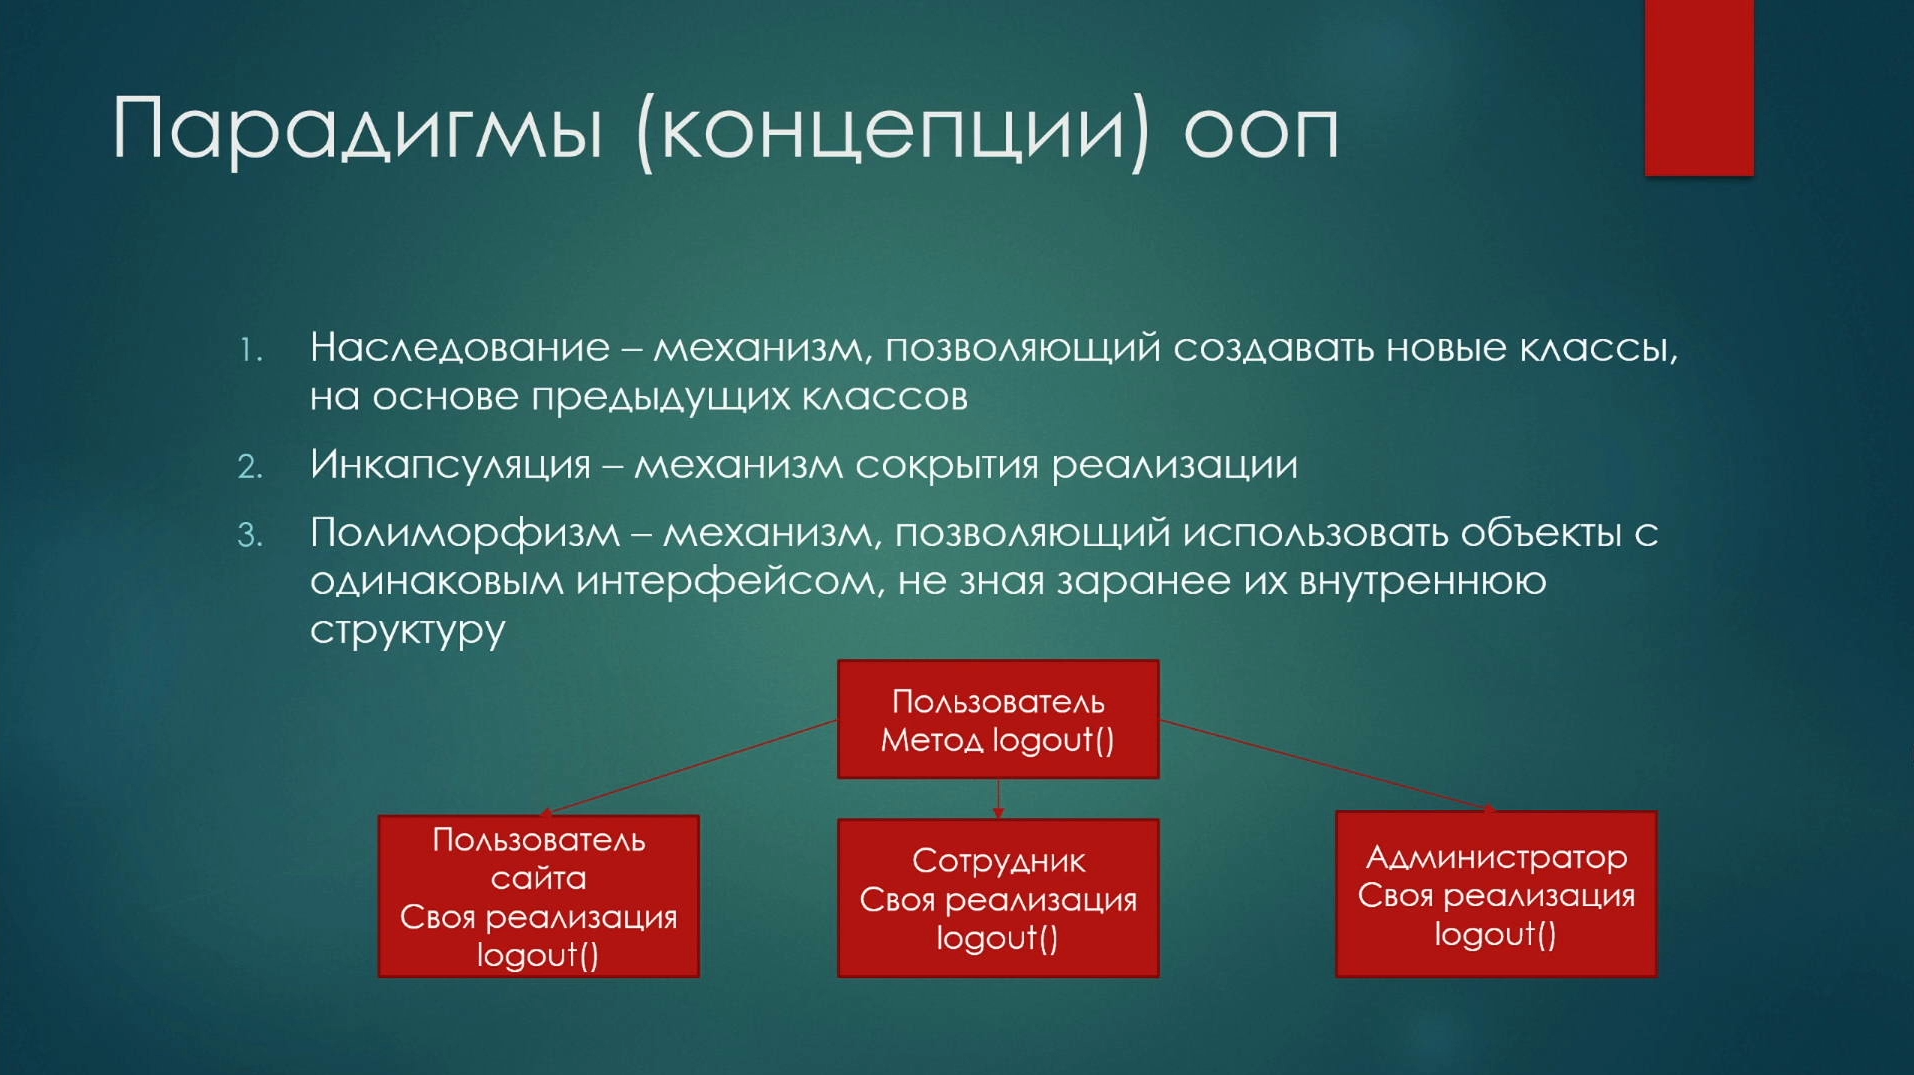 Парадигмы (концепции) ооп
1. Наследование – механизм, позволяющий создавать новые классы,
на основе предыдущих классов
2. Инкапсуляция – механизм сокрытия реализации
3. Полиморфизм – механизм, позволяющий использовать объекты с
одинаковым интерфейсом, не зная заранее их внутреннюю
структуру
Пользователь
Метод logout()
Пользователь
сайта
Своя реализация
logout()
Сотрудник
Своя реализация
logout()
Администратор
Своя реализация
logout()